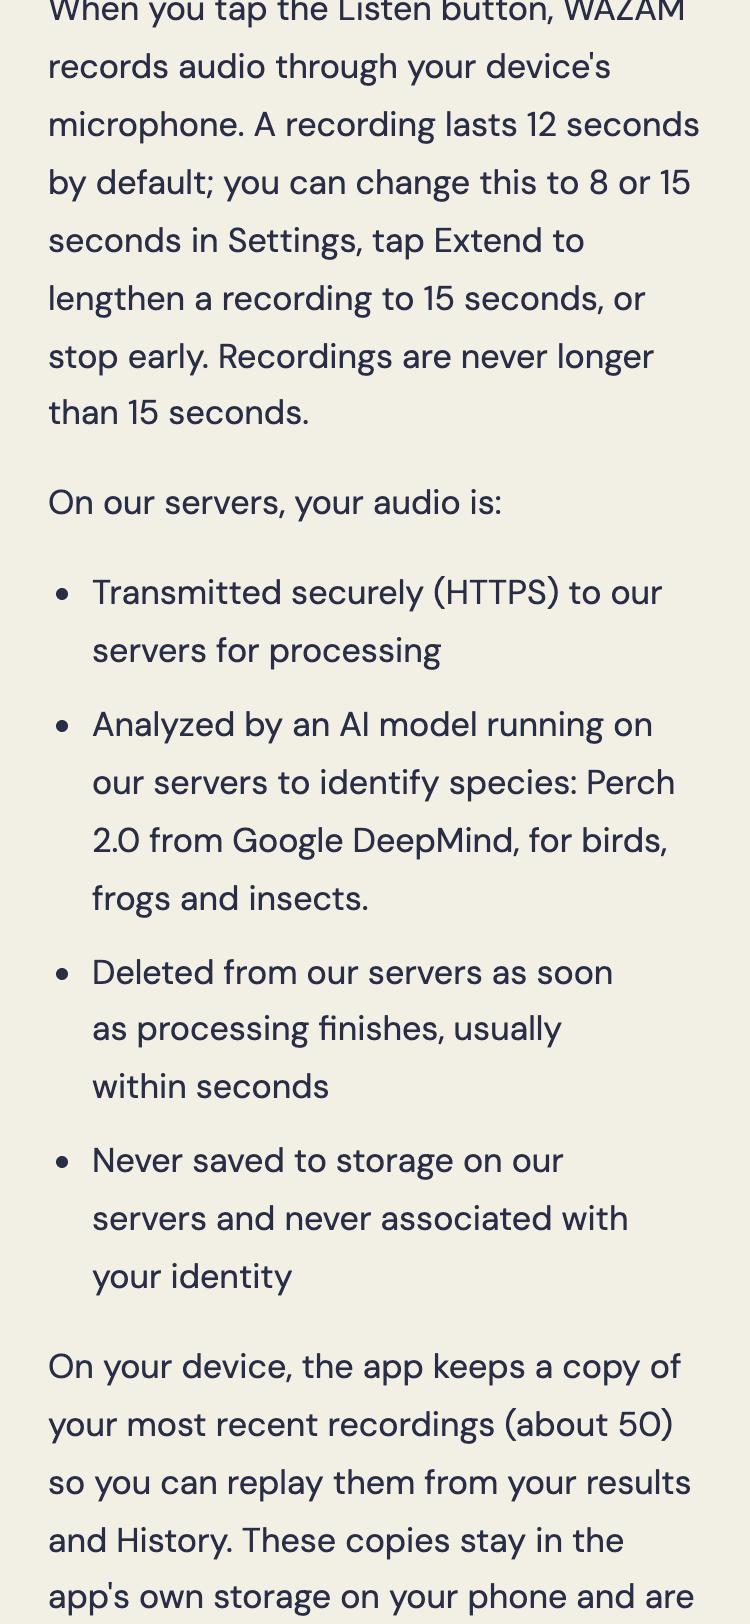 When you tap the Listen button, WAZAM
records audio through your device's
microphone. A recording lasts 12 seconds
by default; you can change this to 8 or 15
seconds in Settings, tap Extend to
lengthen a recording to 15 seconds, or
stop early. Recordings are never longer
than 15 seconds.
On our servers, your audio is:
• Transmitted securely (HTTPS) to our
servers for processing
• Analyzed by an AI model running on
our servers to identify species: Perch
2.0 from Google DeepMind, for birds,
frogs and insects.
• Deleted from our servers as soon
as processing finishes, usually
within seconds
• Never saved to storage on our
servers and never associated with
your identity
On your device, the app keeps a copy of
your most recent recordings (about 50)
so you can replay them from your results
and History. These copies stay in the
app's own storage on your phone and are